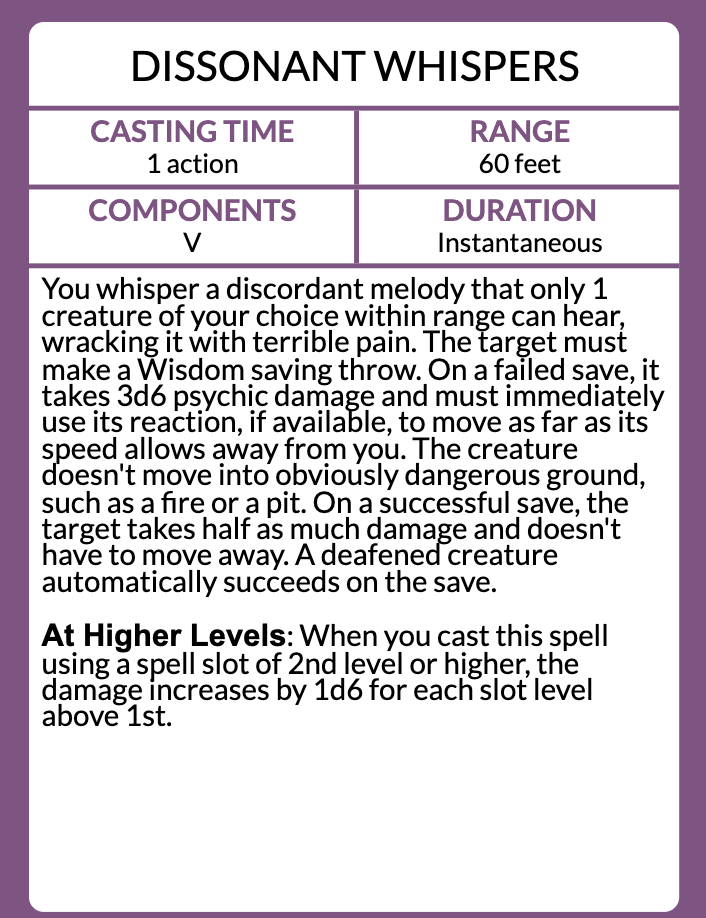 DISSONANT WHISPERS
CASTING TIME
1 action
RANGE
60 feet
COMPONENTS
V
DURATION
Instantaneous
You whisper a discordant melody that only 1
creature of your choice within range can hear,
wracking it with terrible pain. The target must
make a Wisdom saving throw. On a failed save, it
takes 3d6 psychic damage and must immediately
use its reaction, if available, to move as far as its
speed allows away from you. The creature
doesn't move into obviously dangerous ground,
such as a fire or a pit. On a successful save, the
target takes half as much damage and doesn't
have to move away. A deafened creature
automatically succeeds on the save.
At Higher Levels: When you cast this spell
using a spell slot of 2nd level or higher, the
damage increases by 1d6 for each slot level
above 1st.